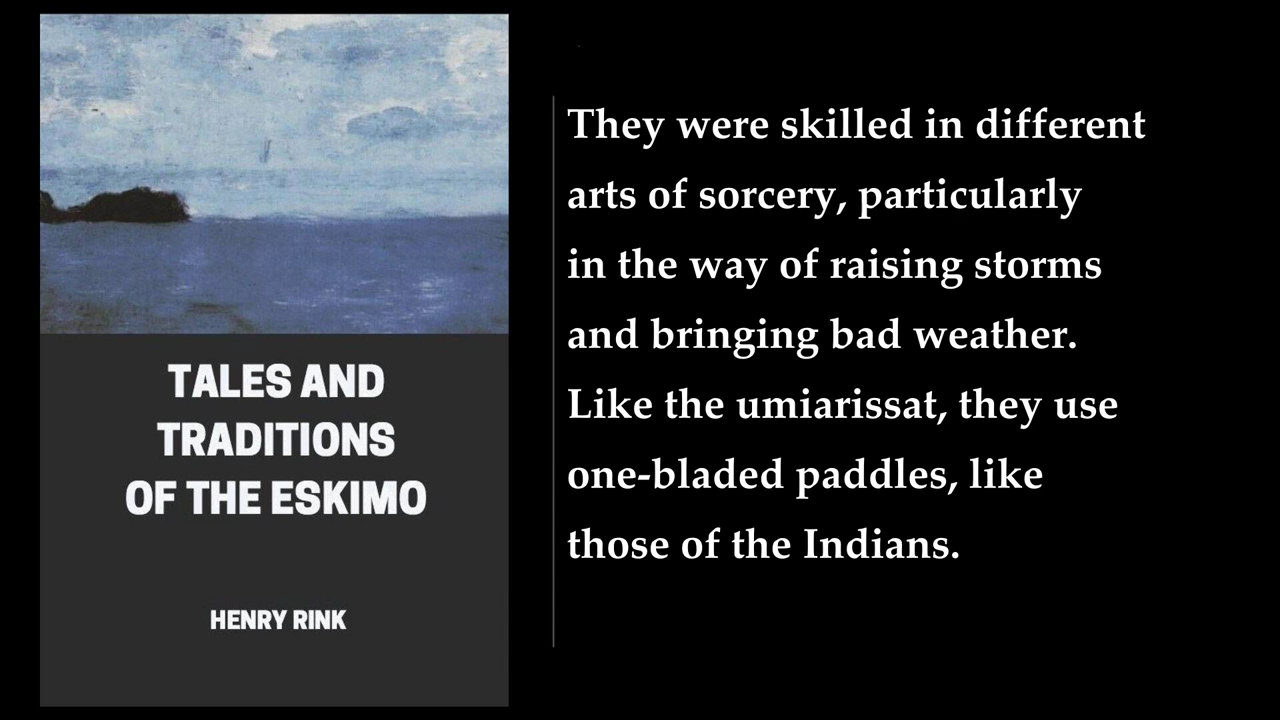 TALES AND
TRADITIONS
OF THE ESKIMO
HENRY RINK
They were skilled in different
arts of sorcery, particularly
in the way of raising storms
and bringing bad weather.
Like the umiarissat, they use
one-bladed paddles, like
those of the Indians.